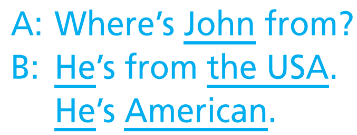 A: Where's John from?
B: He's from the USA.
He's American.